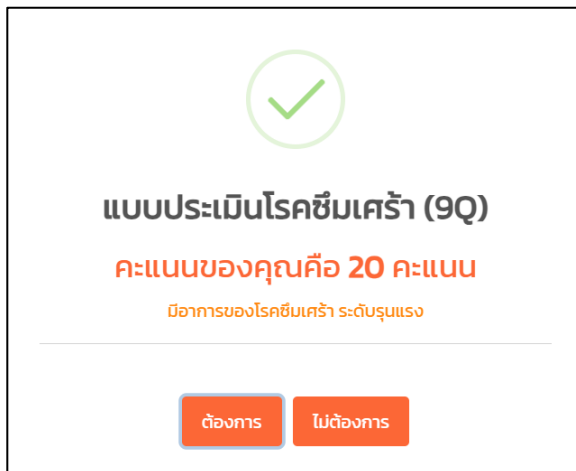 แบบประเมินโรคซึมเศร้า (9Q)
คะแนนของคุณคือ 20 คะแนน
มีอาการของโรคซึมเศร้า ระดับรุนแรง
ต้องการ ไม่ต้องการ